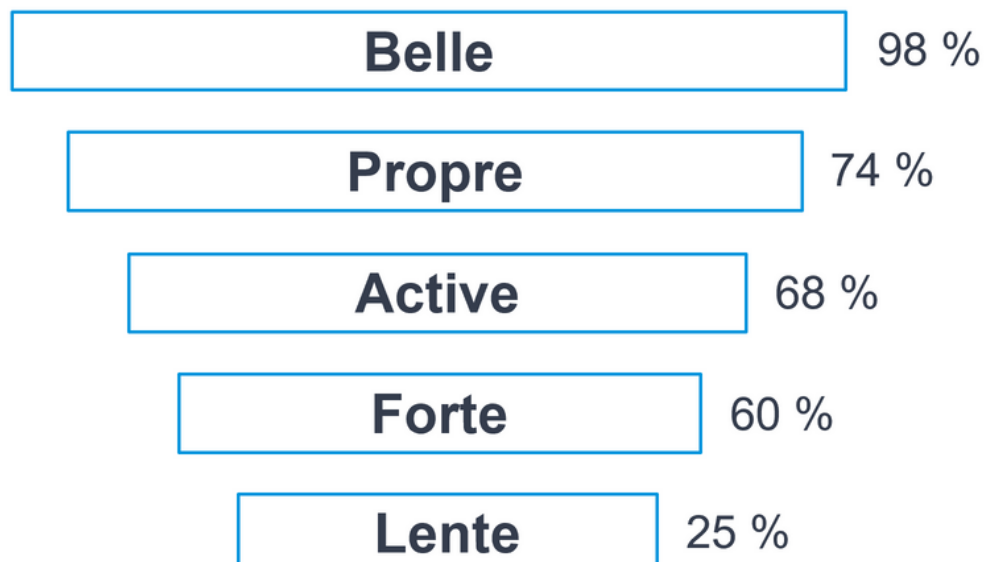 Belle 98 %
Propre 74 %
Active 68 %
Forte 60 %
Lente 25 %